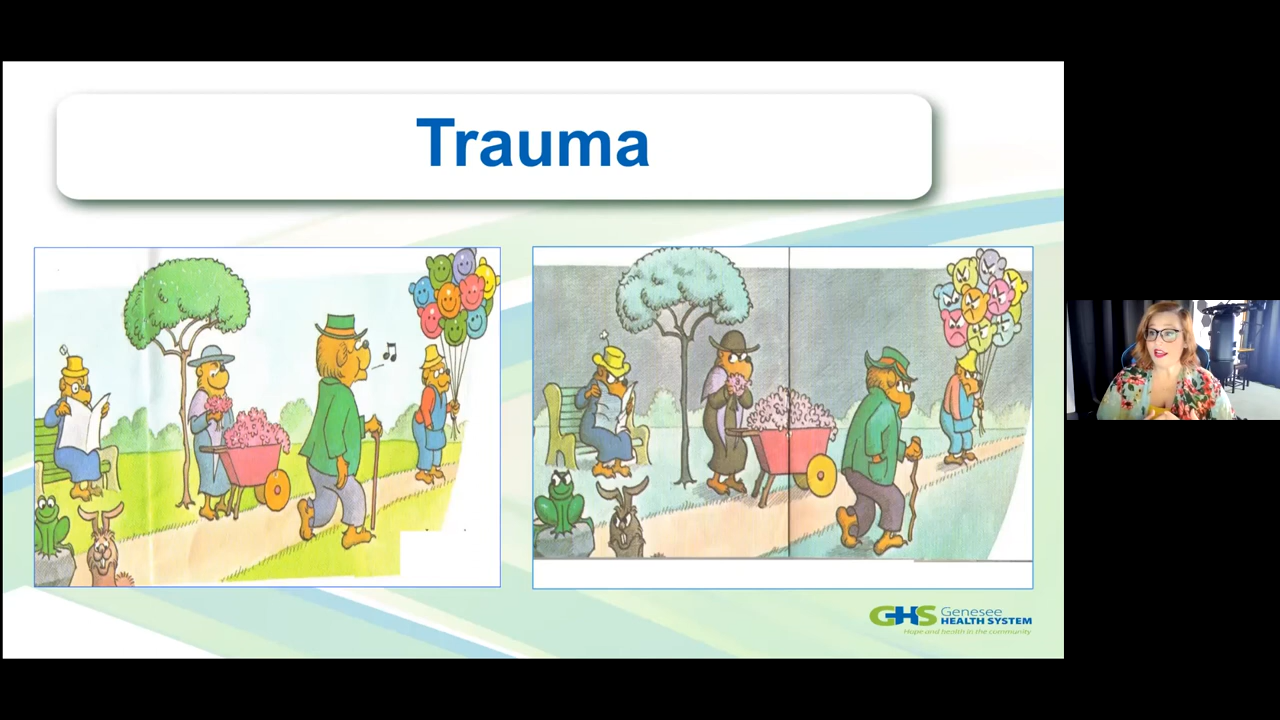 Trauma
GHS Genesee
HEALTH SYSTEM
Hope and health in the community